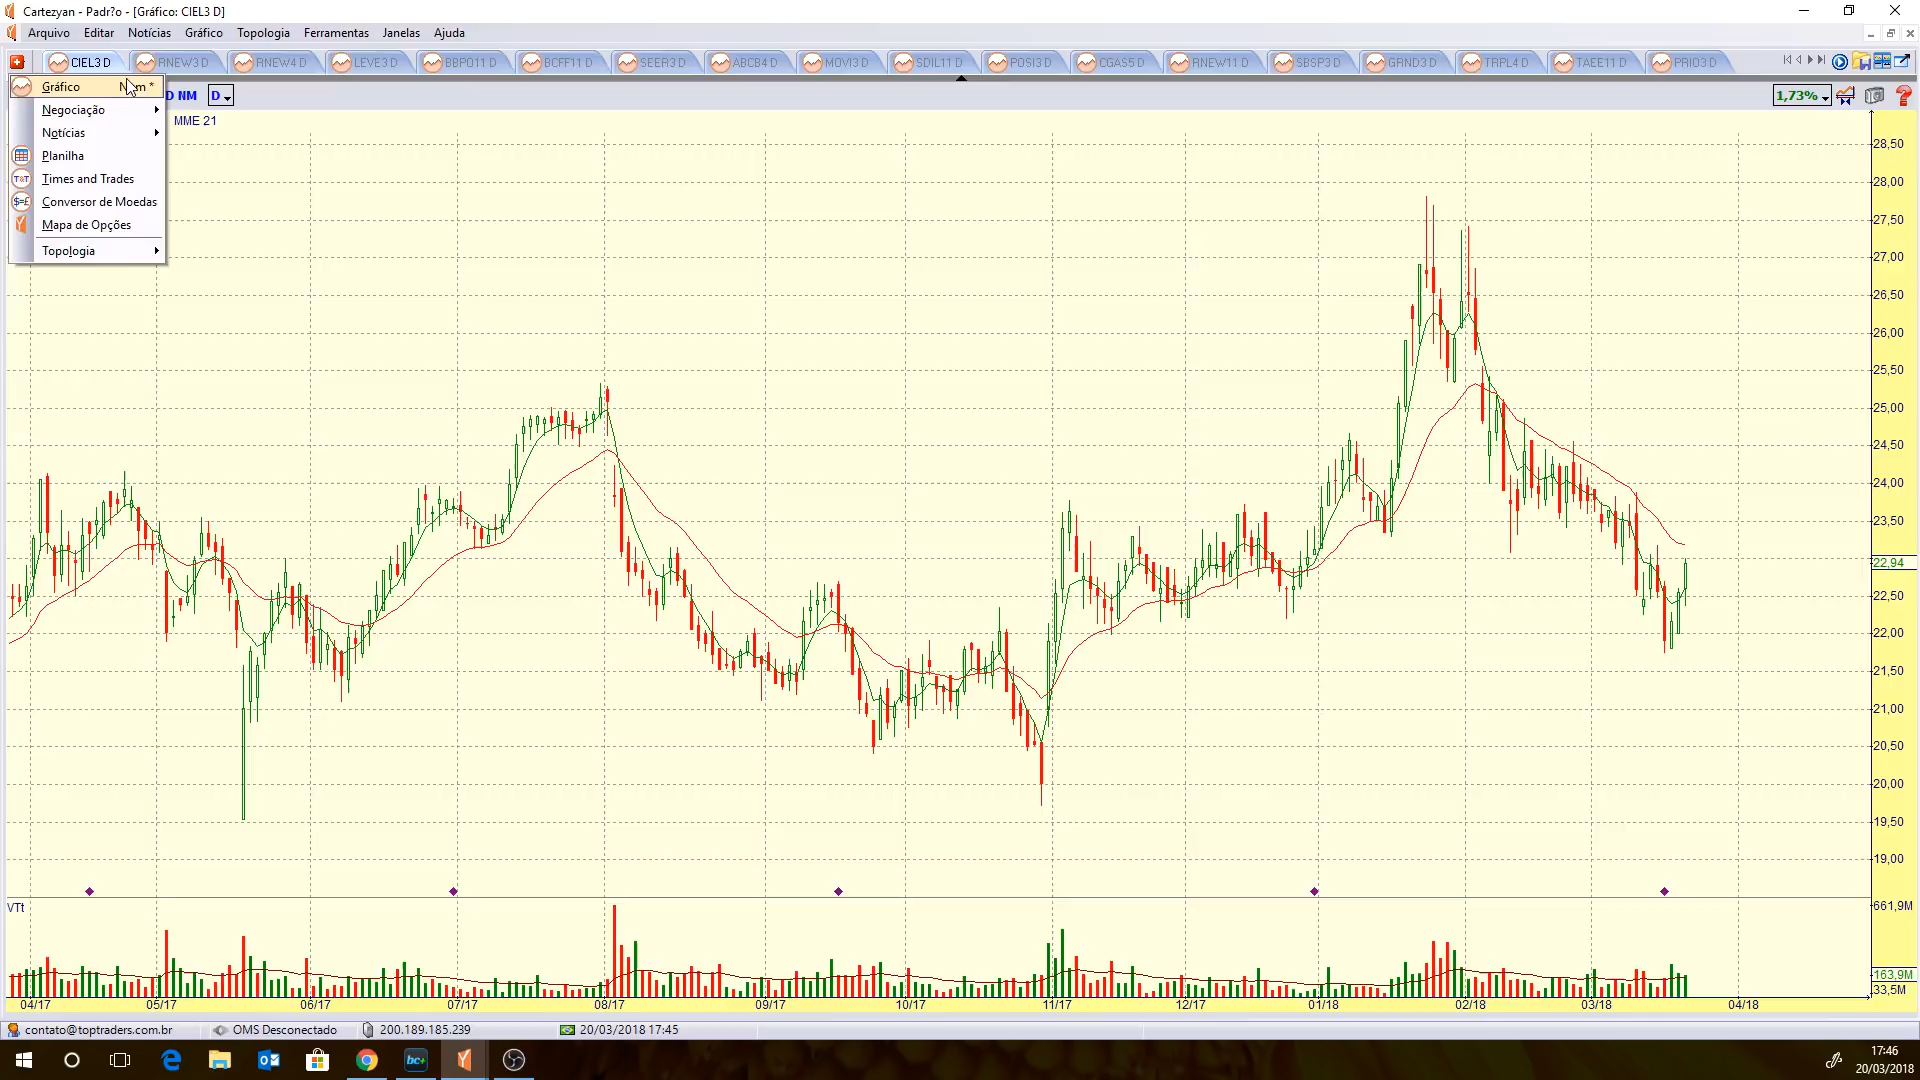 Cartezyan - Padr?o - [Gráfico: CIEL3 D]
Arquivo Editar Notícias Gráfico Topologia Ferramentas Janelas Ajuda
CIEL3 D RNEW3 D RNEW4 D LEVE3 D BBPO11 D BCFF11 D SEER3 D ABCB4 D MOVI3 D SDIL11 D POSI3 D CGAS5 D RNEW11 D SBSP3 D GRND3 D TRPL4 D TAEE11 D PRIO3 D
Gráfico
D NM D 1,73%
Negociação
MME 21
Notícias
Planilha
T&T Times and Trades
$=£ Conversor de Moedas
Mapa de Opções
Topologia
28,50
28,00
27,50
27,00
26,50
26,00
25,50
25,00
24,50
24,00
23,50
22,94
22,50
22,00
21,50
21,00
20,50
20,00
19,50
19,00
VTt
661,9M
163,9M
33,5M
04/17 05/17 06/17 07/17 08/17 09/17 10/17 11/17 12/17 01/18 02/18 03/18 04/18
contato@toptraders.com.br OMS Desconectado 200.189.185.239 20/03/2018 17:45
bc+
17:46
20/03/2018